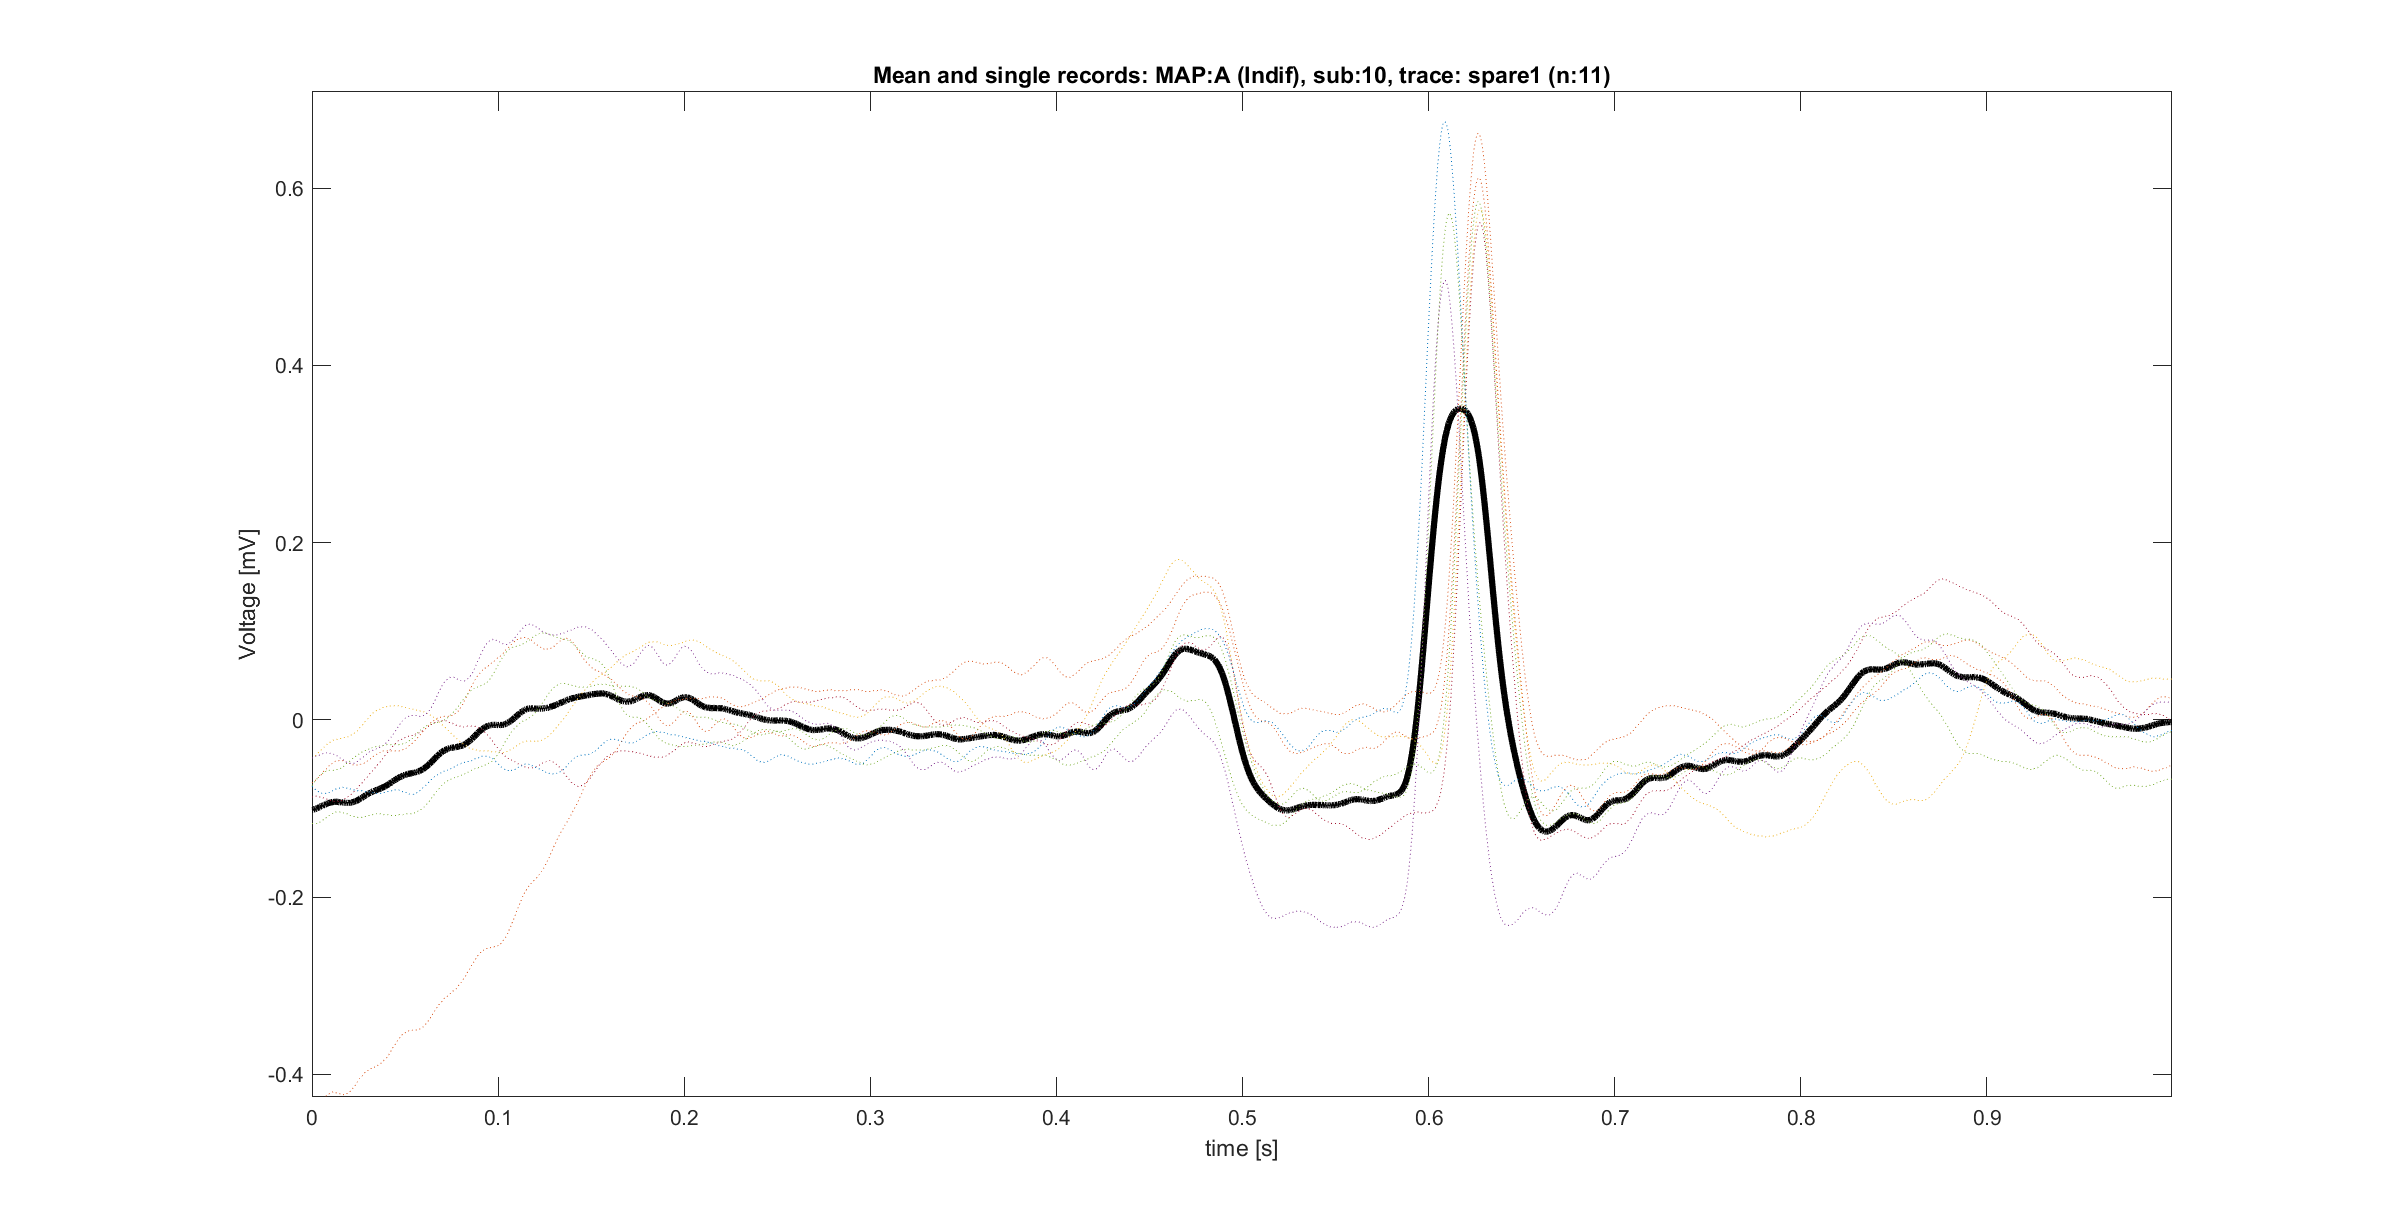 Mean and single records: MAP:A (Indif), sub:10, trace: spare1 (n:11)
0.6
0.4
0.2
0
-0.2
-0.4
Voltage [mV]
0 0.1 0.2 0.3 0.4 0.5 0.6 0.7 0.8 0.9
time [s]